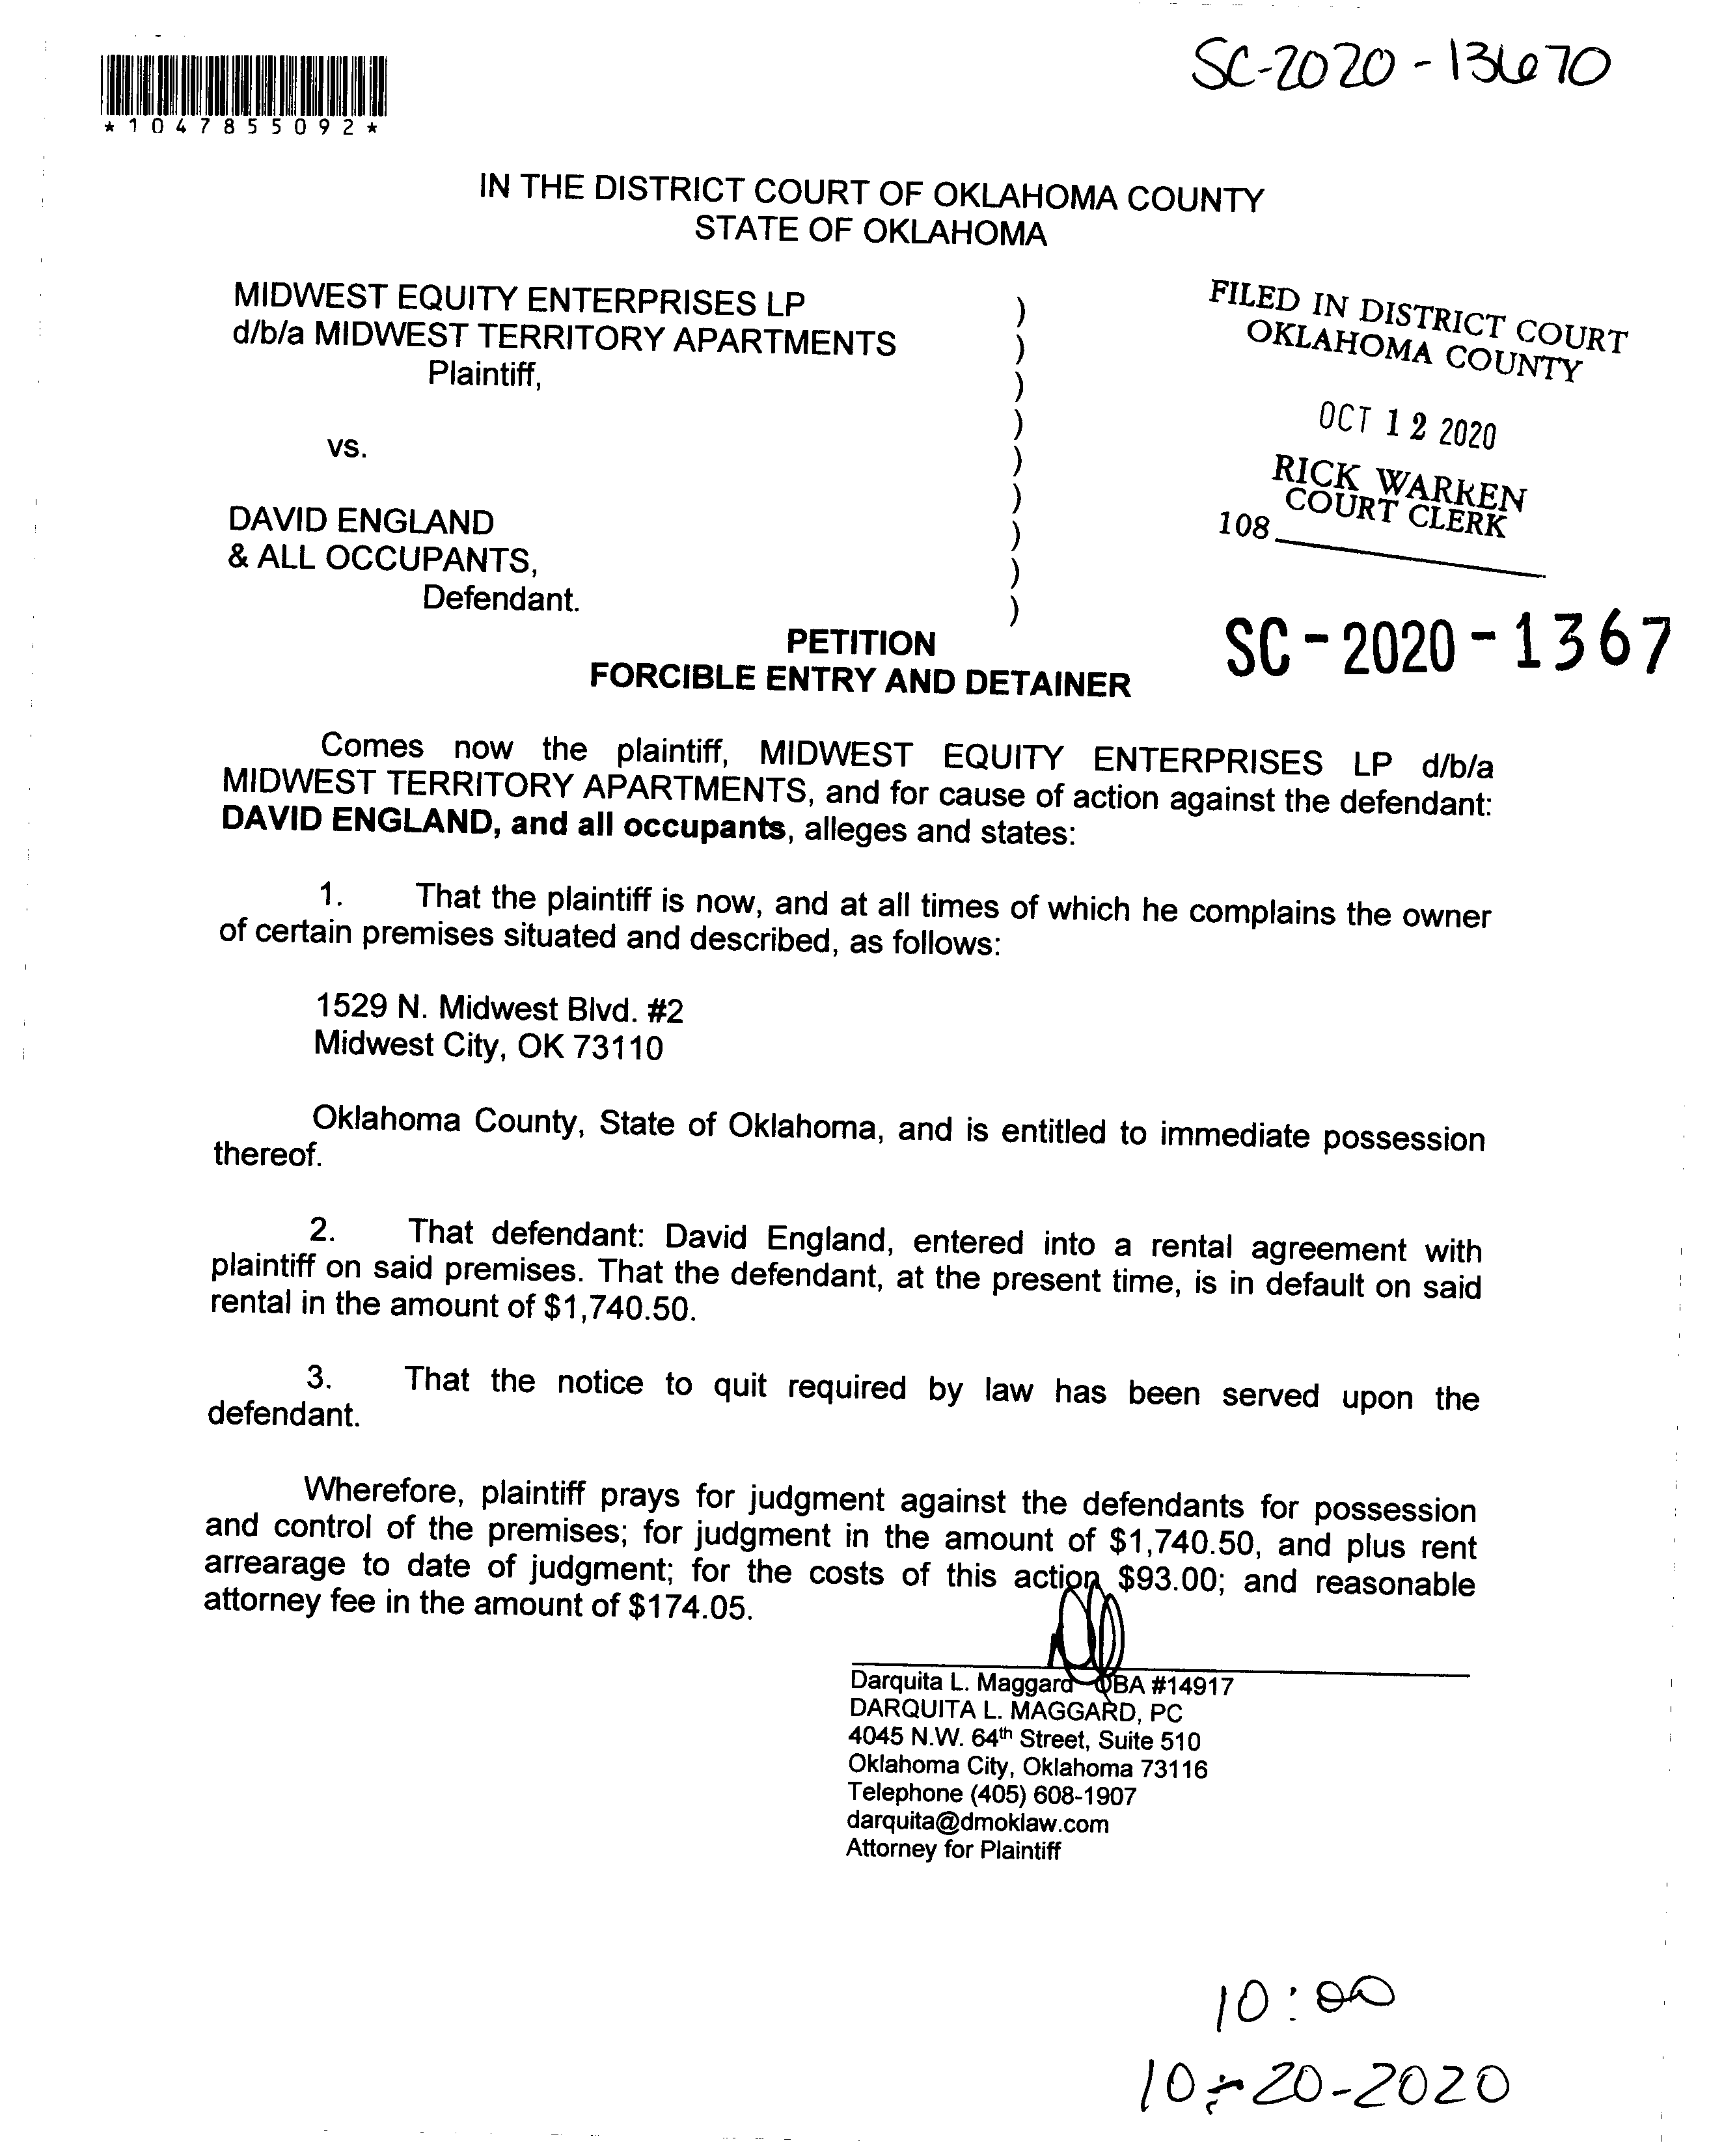 SC-2020-13670
*1047855092*
IN THE DISTRICT COURT OF OKLAHOMA COUNTY
STATE OF OKLAHOMA
MIDWEST EQUITY ENTERPRISES LP )
d/b/a MIDWEST TERRITORY APARTMENTS )
Plaintiff, )
)
vs. )
)
DAVID ENGLAND )
& ALL OCCUPANTS, )
Defendant. )
FILED IN DISTRICT COURT
OKLAHOMA COUNTY
OCT 12 2020
RICK WARREN
COURT CLERK
108
SC-2020-1367
PETITION
FORCIBLE ENTRY AND DETAINER
Comes now the plaintiff, MIDWEST EQUITY ENTERPRISES LP d/b/a
MIDWEST TERRITORY APARTMENTS, and for cause of action against the defendant:
DAVID ENGLAND, and all occupants, alleges and states:
1. That the plaintiff is now, and at all times of which he complains the owner
of certain premises situated and described, as follows:
1529 N. Midwest Blvd. #2
Midwest City, OK 73110
Oklahoma County, State of Oklahoma, and is entitled to immediate possession
thereof.
2. That defendant: David England, entered into a rental agreement with
plaintiff on said premises. That the defendant, at the present time, is in default on said
rental in the amount of $1,740.50.
3. That the notice to quit required by law has been served upon the
defendant.
Wherefore, plaintiff prays for judgment against the defendants for possession
and control of the premises; for judgment in the amount of $1,740.50, and plus rent
arrearage to date of judgment; for the costs of this action $93.00; and reasonable
attorney fee in the amount of $174.05.
Darquita L. Maggard OBA #14917
DARQUITA L. MAGGARD, PC
4045 N.W. 64th Street, Suite 510
Oklahoma City, Oklahoma 73116
Telephone (405) 608-1907
darquita@dmoklaw.com
Attorney for Plaintiff
10:00
10-20-2020